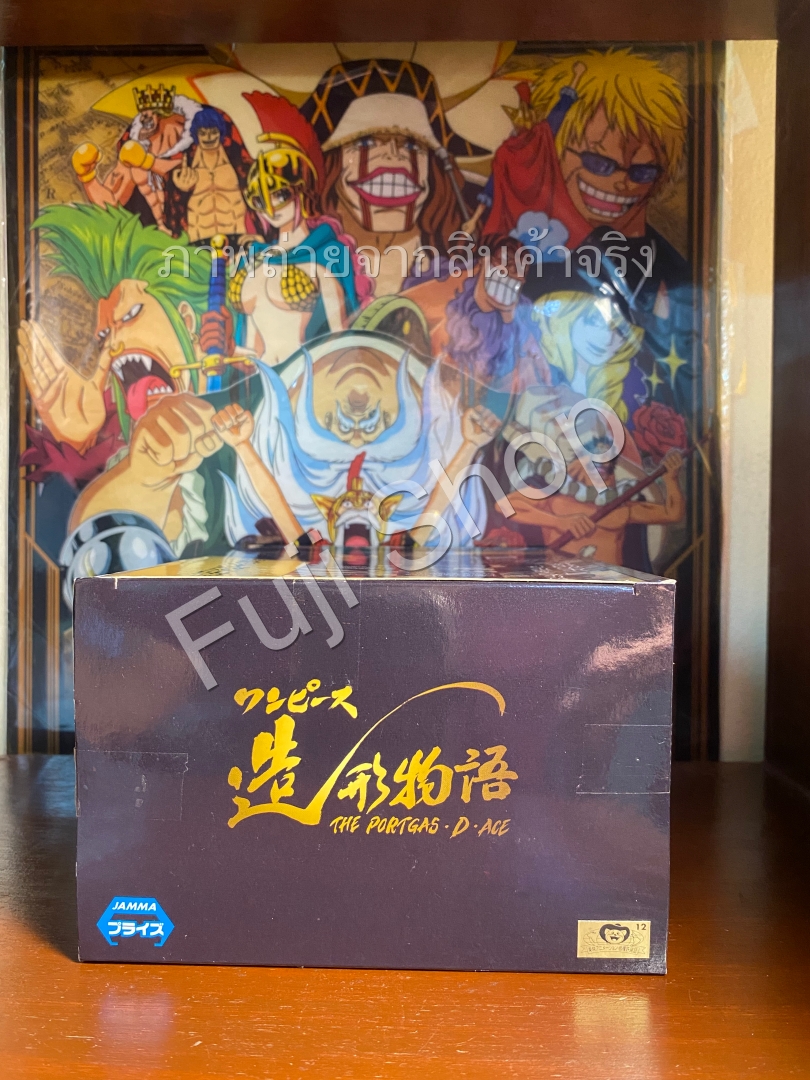 ภาพถ่ายจากสินค้าจริง
Fuji Shop
ワンピース
造形物語
THE PORTGAS・D・ACE
JAMMA
プライズ
12